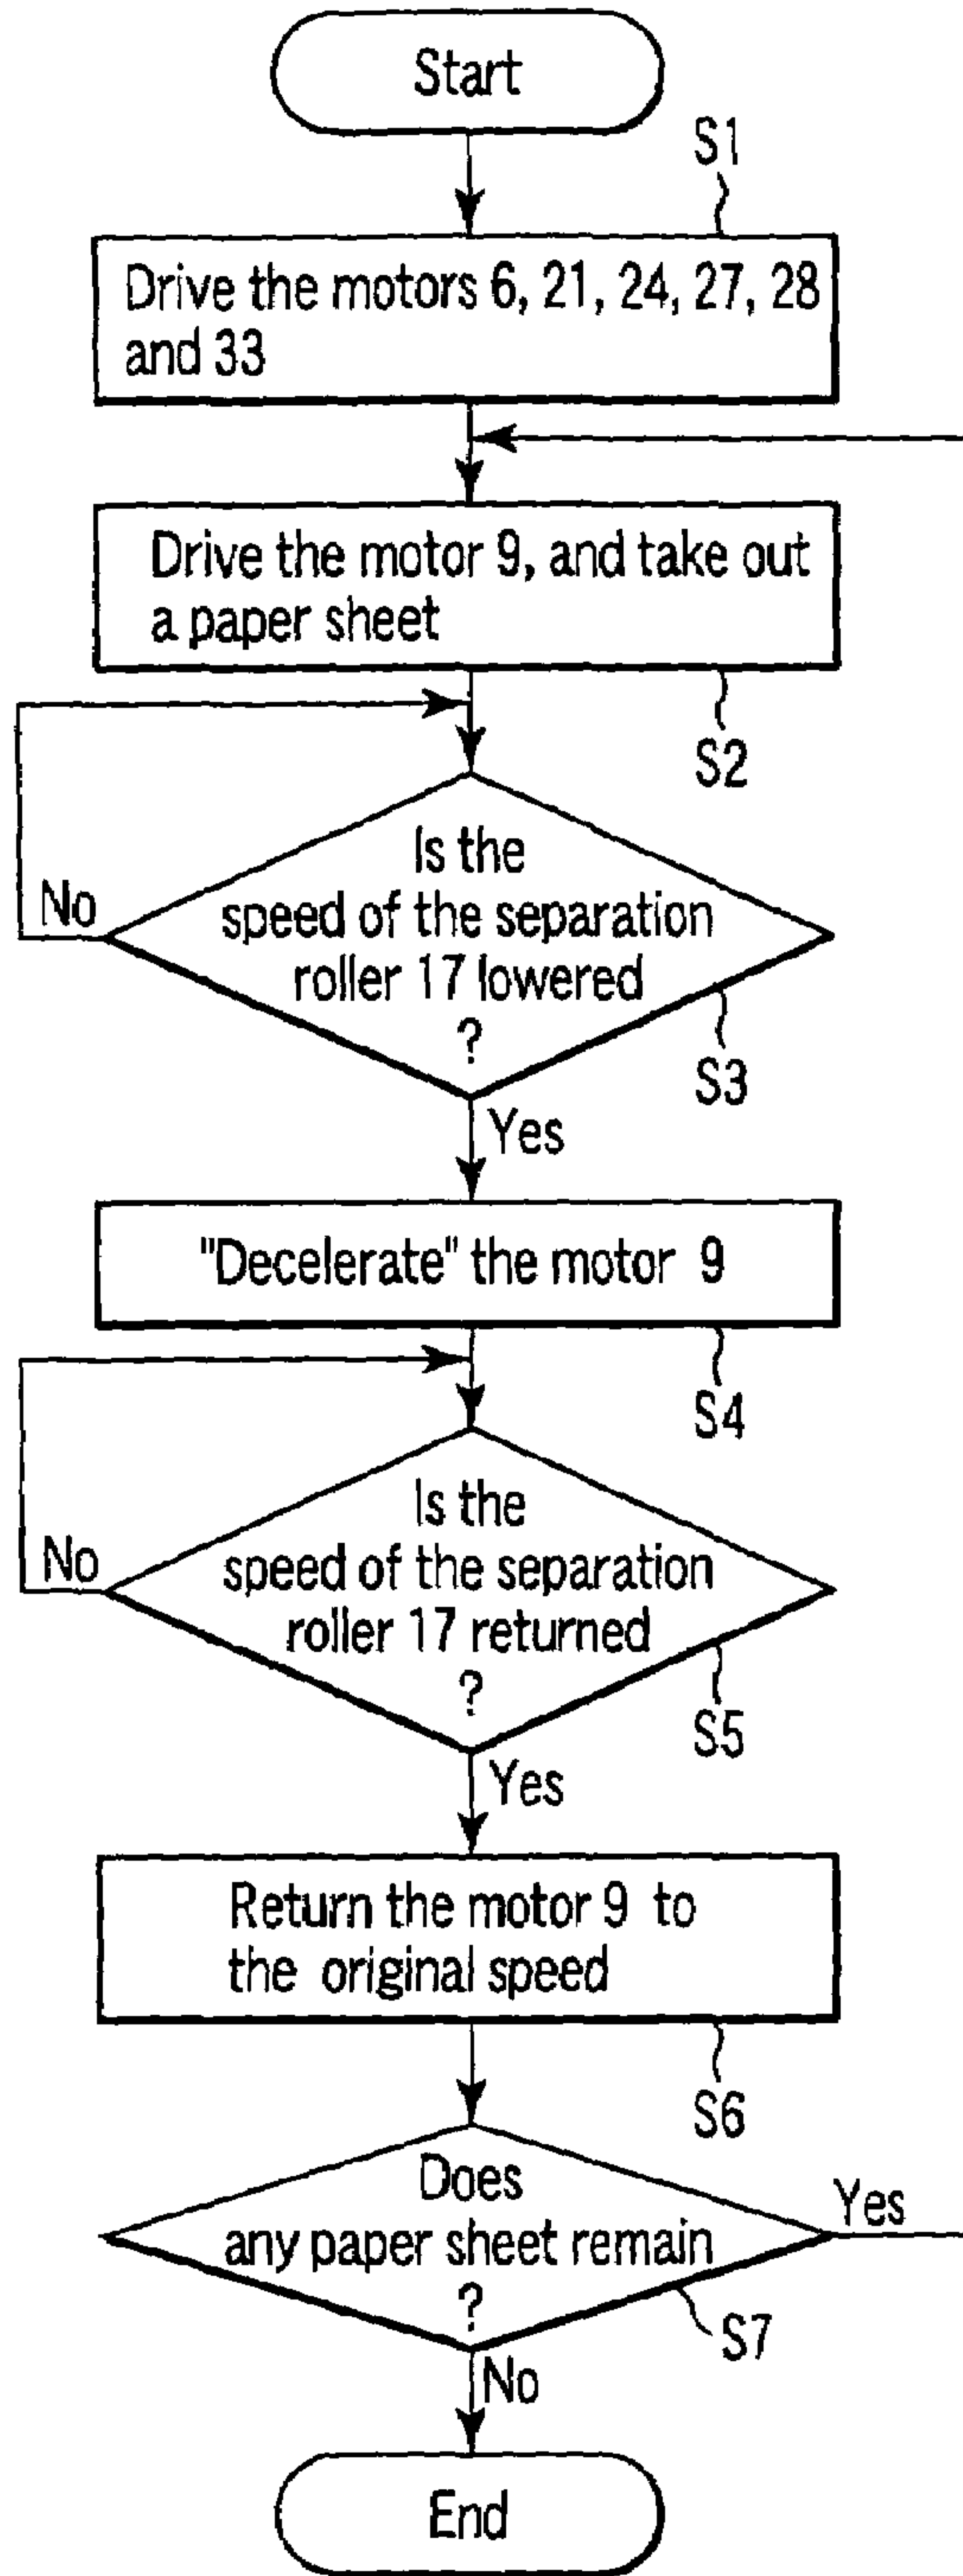 Start
S1
Drive the motors 6, 21, 24, 27, 28
and 33
Drive the motor 9, and take out
a paper sheet
S2
Is the
speed of the separation
roller 17 lowered
?
No
S3
Yes
"Decelerate" the motor 9
S4
Is the
speed of the separation
roller 17 returned
?
No
S5
Yes
Return the motor 9 to
the original speed
S6
Does
any paper sheet remain
?
Yes
S7
No
End